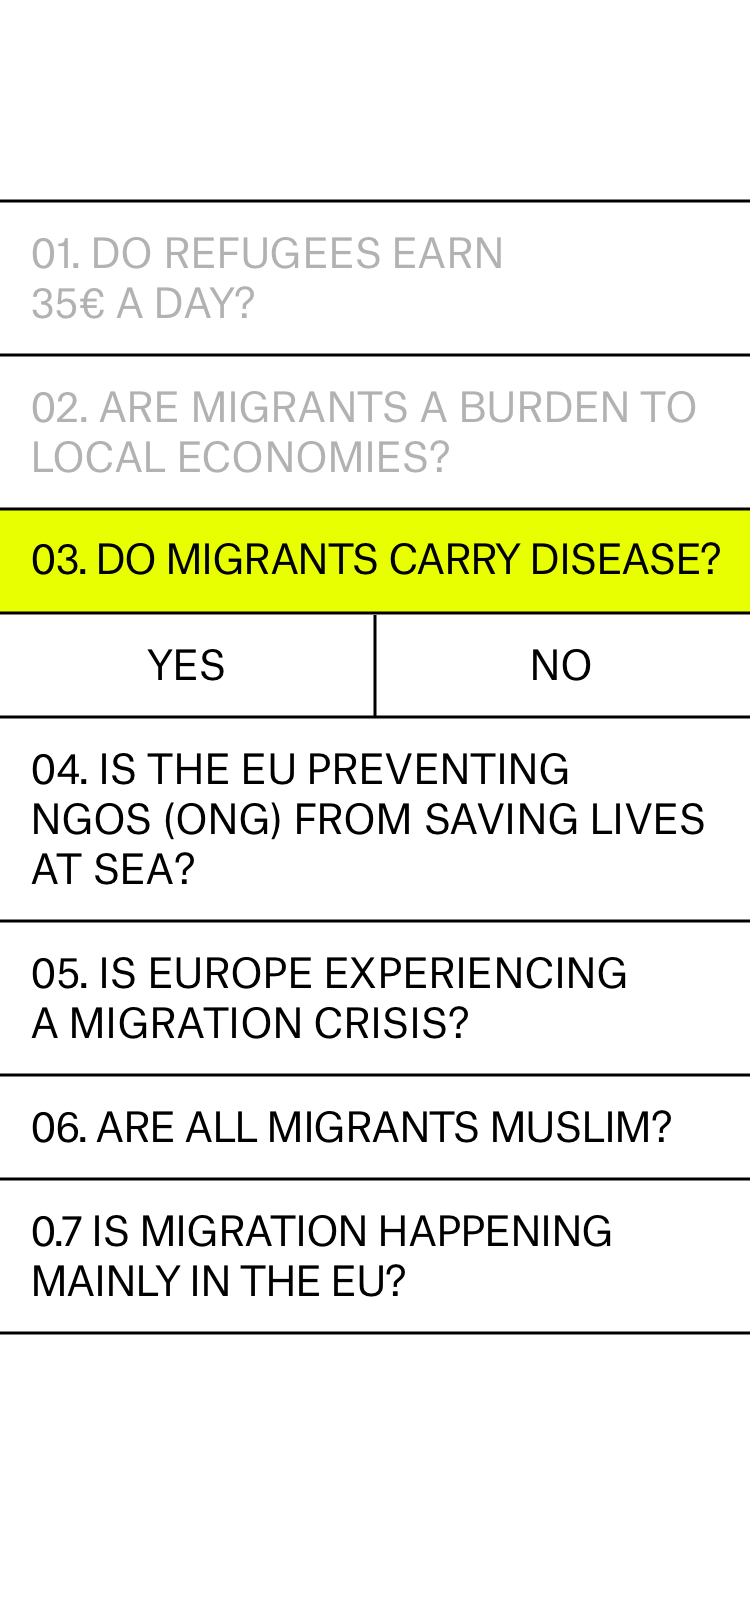 01. DO REFUGEES EARN
35€ A DAY?
02. ARE MIGRANTS A BURDEN TO
LOCAL ECONOMIES?
03. DO MIGRANTS CARRY DISEASE?
YES
NO
04. IS THE EU PREVENTING
NGOS (ONG) FROM SAVING LIVES
AT SEA?
05. IS EUROPE EXPERIENCING
A MIGRATION CRISIS?
06. ARE ALL MIGRANTS MUSLIM?
0.7 IS MIGRATION HAPPENING
MAINLY IN THE EU?